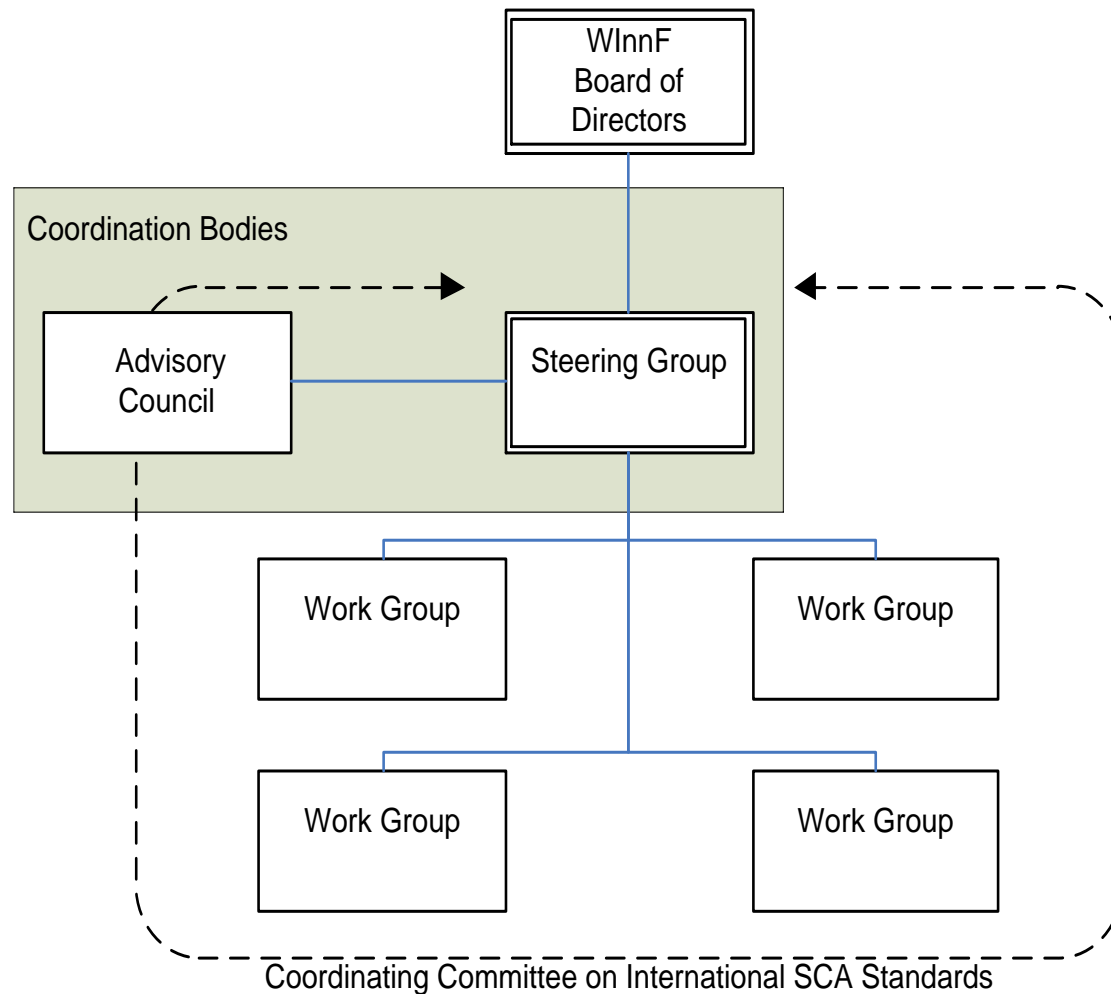 WInnF
Board of
Directors
Coordination Bodies
Advisory
Council
Steering Group
Work Group
Work Group
Work Group
Work Group
Coordinating Committee on International SCA Standards